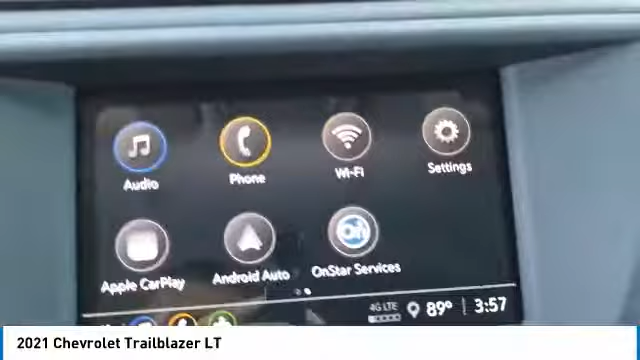 Audio
Phone
Wi-Fi
Settings
Apple CarPlay
Android Auto
On
OnStar Services
4G LTE
89° 3:57
2021 Chevrolet Trailblazer LT